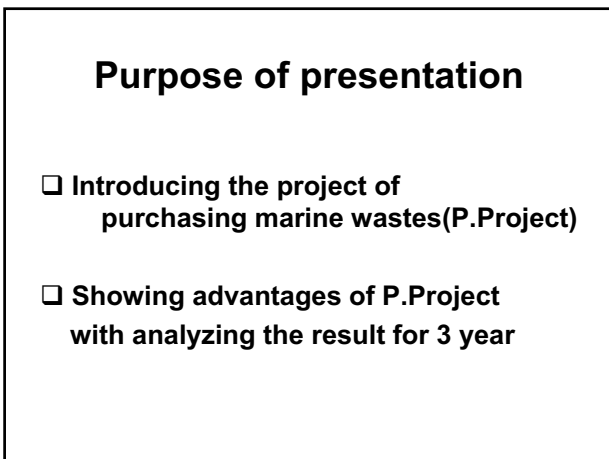 Purpose of presentation
❑ Introducing the project of
purchasing marine wastes(P.Project)
❑ Showing advantages of P.Project
with analyzing the result for 3 year